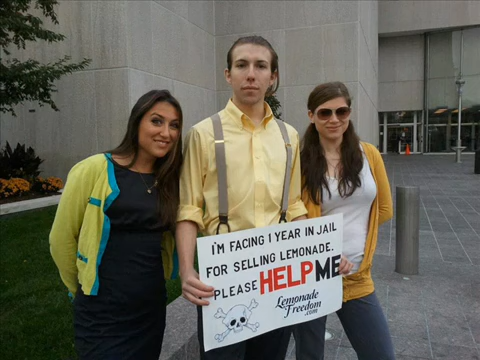 I'M FACING 1 YEAR IN JAIL
FOR SELLING LEMONADE.
PLEASE HELP ME
Lemonade
Freedom
.com